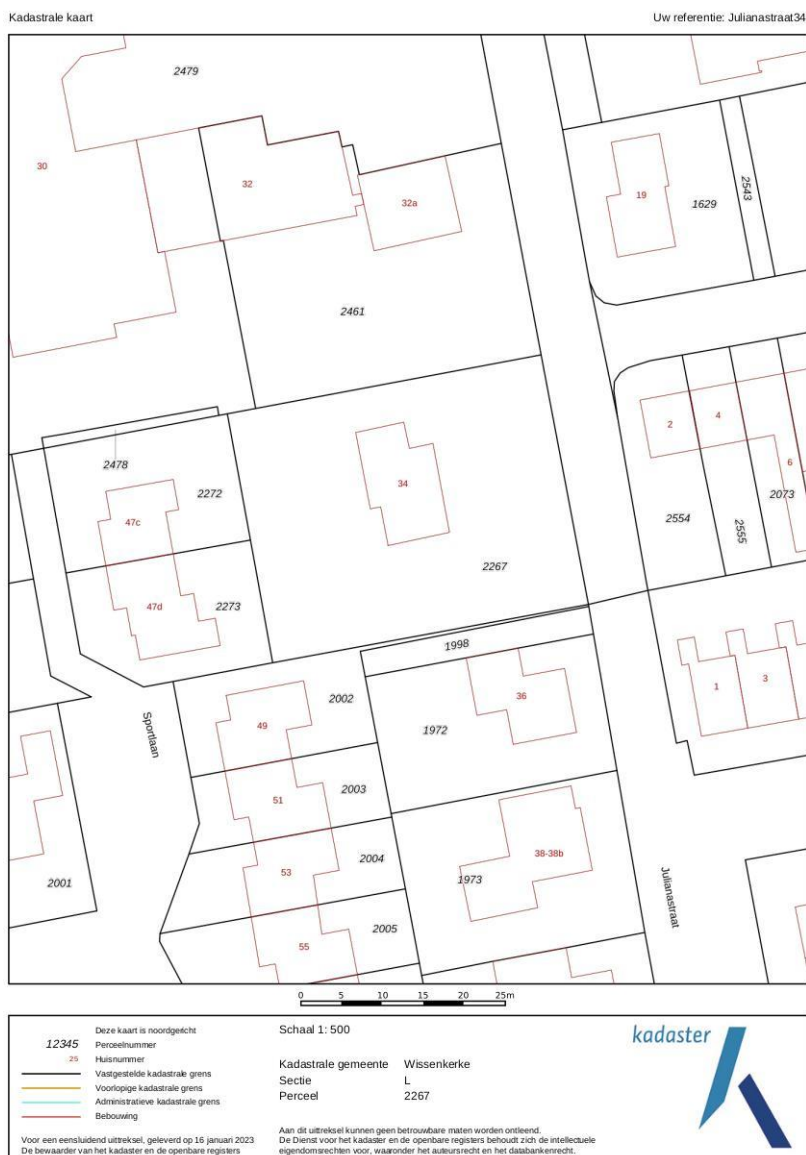 Kadastrale kaart
Uw referentie: Julianastraat34
2479
30
32
32a
19
1629
2543
2461
2
4
6
2478
2272
34
47c
2554
2555
2073
2267
47d
2273
1998
1
3
2002
36
49
1972
Sportlaan
51
2003
38-38b
53
2004
1973
2001
Julianastraat
2005
55
0 5 10 15 20 25m
Deze kaart is noordgericht
12345 Perceelnummer
25 Huisnummer
Vastgestelde kadastrale grens
Voorlopige kadastrale grens
Administratieve kadastrale grens
Bebouwing
Voor een eensluidend uittreksel, geleverd op 16 januari 2023
De bewaarder van het kadaster en de openbare registers
Schaal 1: 500
Kadastrale gemeente Wissenkerke
Sectie L
Perceel 2267
Aan dit uittreksel kunnen geen betrouwbare maten worden ontleend.
De Dienst voor het kadaster en de openbare registers behoudt zich de intellectuele
eigendomsrechten voor, waaronder het auteursrecht en het databankenrecht.
kadaster